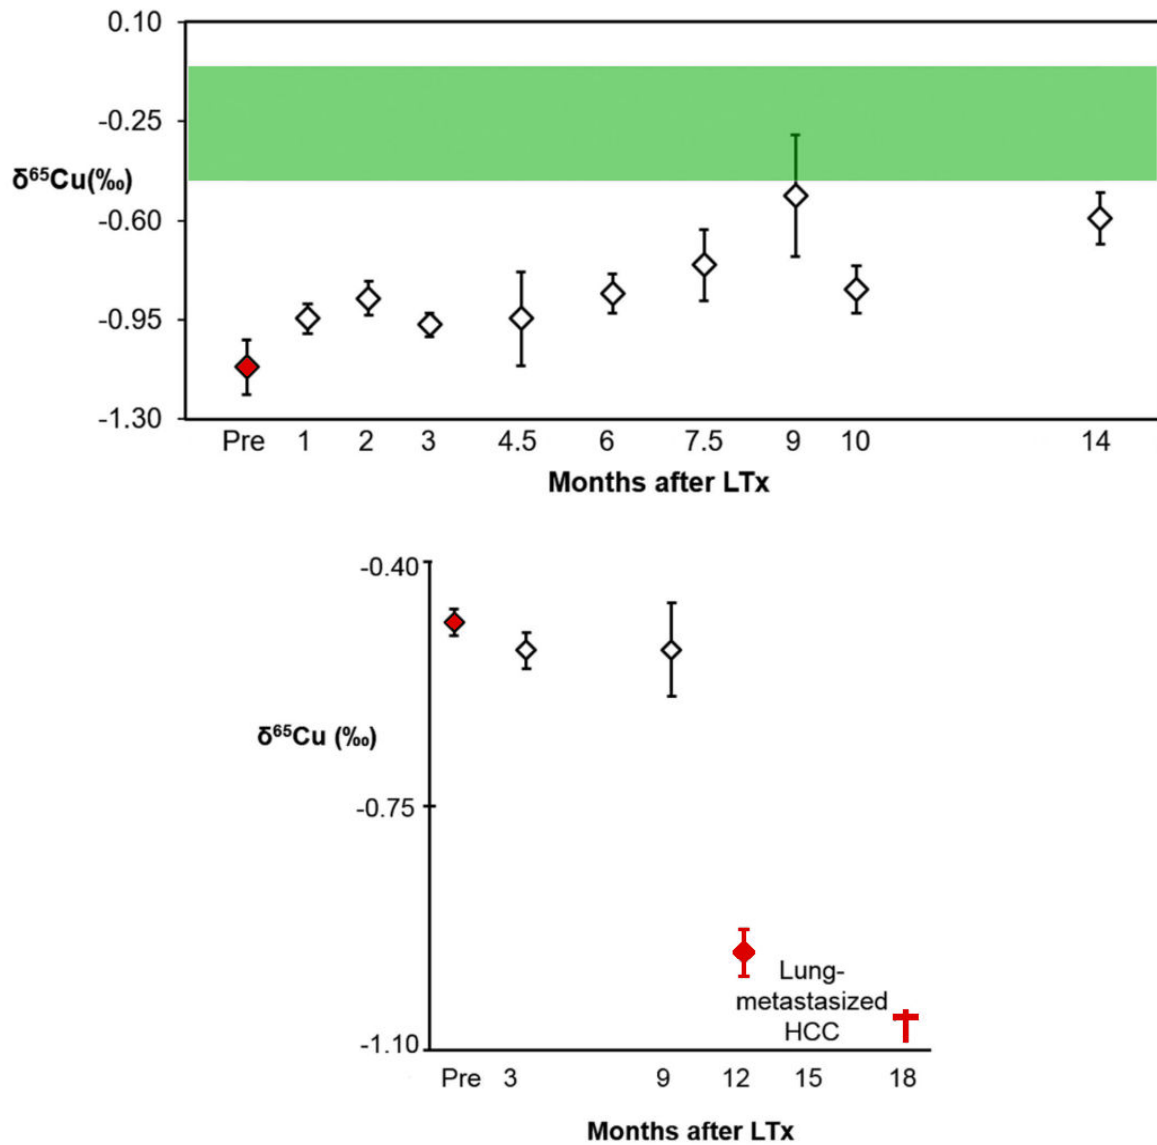 0.10
-0.25
δ⁶⁵Cu(‰)
-0.60
-0.95
-1.30
Pre 1 2 3 4.5 6 7.5 9 10 14
Months after LTx
-0.40
δ⁶⁵Cu (‰)
-0.75
Lung-
metastasized
HCC
-1.10
Pre 3 9 12 15 18
Months after LTx